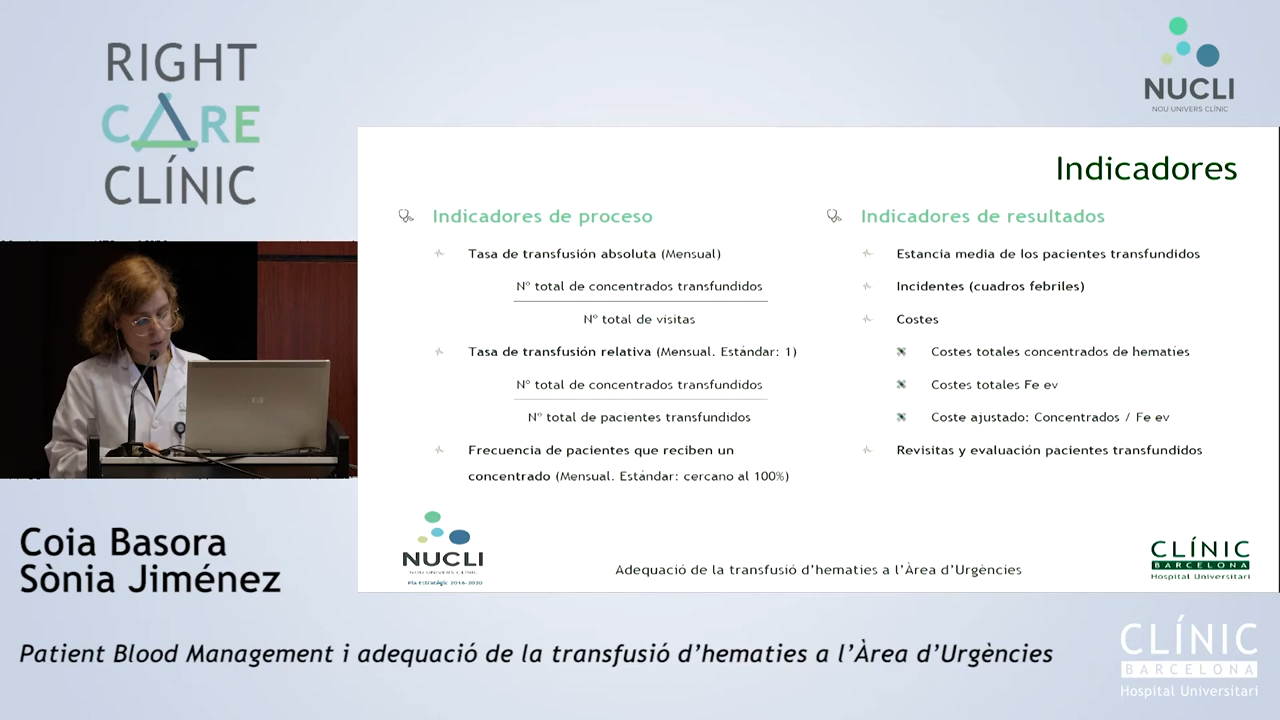 RIGHT
CARE
CLÍNIC
NUCLI
NOU UNIVERS CLÍNIC
Indicadores
Indicadores de proceso
Tasa de transfusión absoluta (Mensual)
Nº total de concentrados transfundidos
Nº total de visitas
Tasa de transfusión relativa (Mensual. Estándar: 1)
Nº total de concentrados transfundidos
Nº total de pacientes transfundidos
Frecuencia de pacientes que reciben un
concentrado (Mensual. Estándar: cercano al 100%)
Indicadores de resultados
Estancia media de los pacientes transfundidos
Incidentes (cuadros febriles)
Costes
Costes totales concentrados de hematíes
Costes totales Fe ev
Coste ajustado: Concentrados / Fe ev
Revisitas y evaluación pacientes transfundidos
NUCLI
NOU UNIVERS CLÍNIC
Pla Estratègic 2016-2020
Adequació de la transfusió d'hematies a l'Àrea d'Urgències
CLÍNIC
BARCELONA
Hospital Universitari
Coia Basora
Sònia Jiménez
Patient Blood Management i adequació de la transfusió d'hematies a l'Àrea d'Urgències
CLÍNIC
BARCELONA
Hospital Universitari